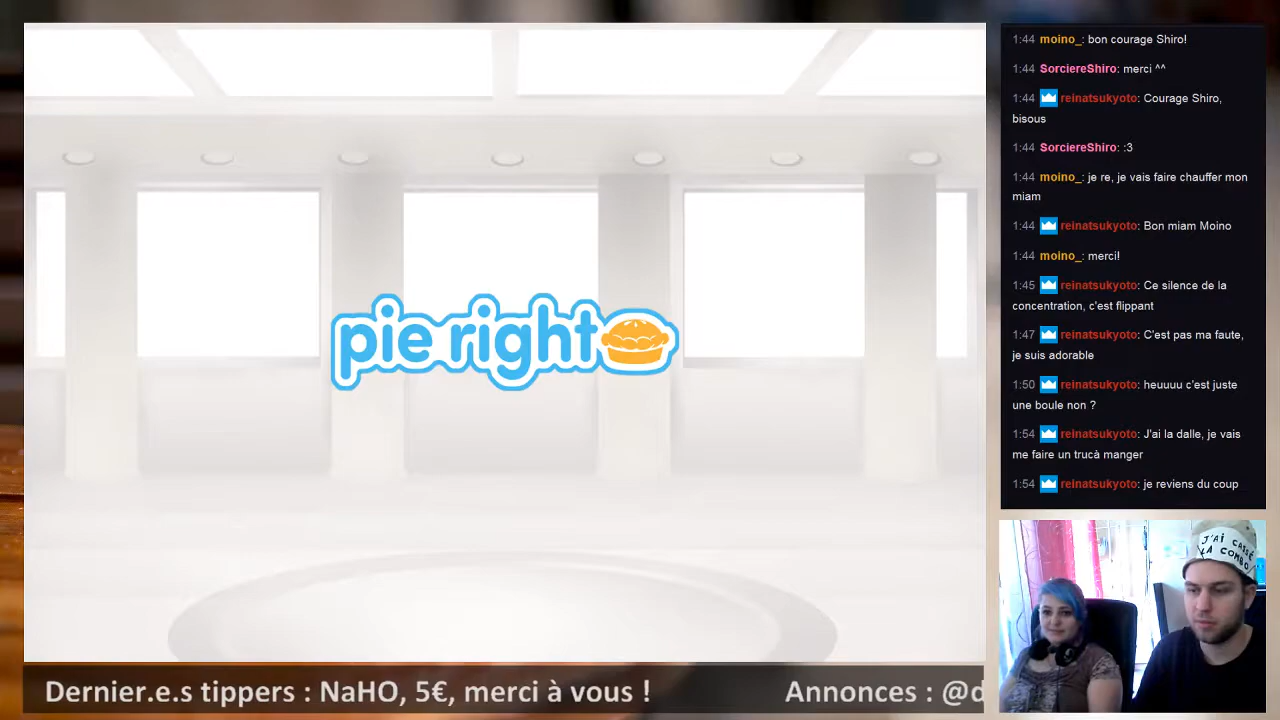 pie right
1:44 moino_: bon courage Shiro!
1:44 SorciereShiro: merci ^^
1:44 reinatsukyoto: Courage Shiro,
bisous
1:44 SorciereShiro: :3
1:44 moino_: je re, je vais faire chauffer mon
miam
1:44 reinatsukyoto: Bon miam Moino
1:44 moino_: merci!
1:45 reinatsukyoto: Ce silence de la
concentration, c'est flippant
1:47 reinatsukyoto: C'est pas ma faute,
je suis adorable
1:50 reinatsukyoto: heuuuu c'est juste
une boule non ?
1:54 reinatsukyoto: J'ai la dalle, je vais
me faire un trucà manger
1:54 reinatsukyoto: je reviens du coup
J'AI CASSÉ
LA COMBO
Dernier.e.s tippers : NaHO, 5€, merci à vous ! Annonces : @d